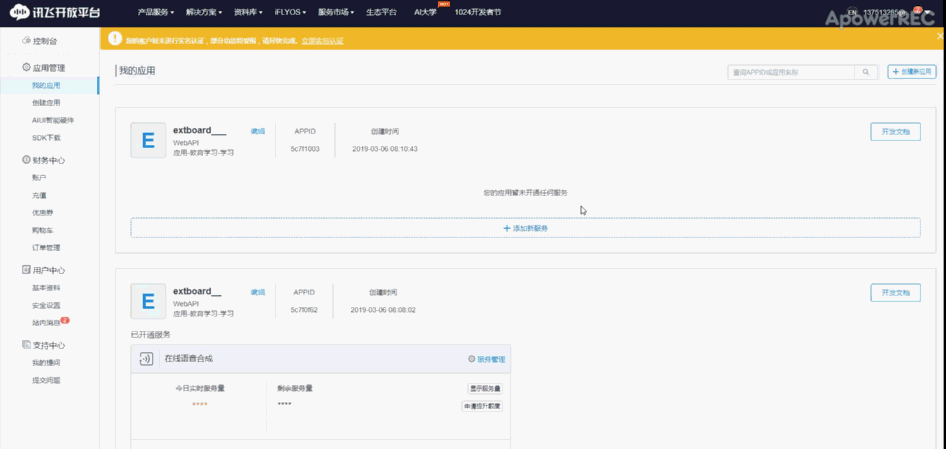 讯飞开放平台 产品服务 解决方案 资料库 iFLYOS 服务市场 生态平台 AI大学 HOT 1024开发者节 EN
ApowerREC
控制台
应用管理
我的应用
创建应用
AIUI智能硬件
SDK下载
财务中心
账户
充值
优惠券
购物车
订单管理
用户中心
基本资料
安全设置
站内消息 2
支持中心
我的提问
提交问题
您的账户尚未进行实名认证，部分功能将受限，请尽快完成。立即实名认证
我的应用
查询APPID或应用名称
+ 创建新应用
E
extboard___ 编辑
WebAPI
应用-教育学习-学习
APPID
5c7f1003
创建时间
2019-03-06 08:10:43
开发文档
您的应用暂未开通任何服务
+ 添加新服务
E
extboard__ 编辑
WebAPI
应用-教育学习-学习
APPID
5c7f0f62
创建时间
2019-03-06 08:08:02
开发文档
已开通服务
在线语音合成 服务管理
今日实时服务量
****
剩余服务量
****
显示服务量
申请提升额度